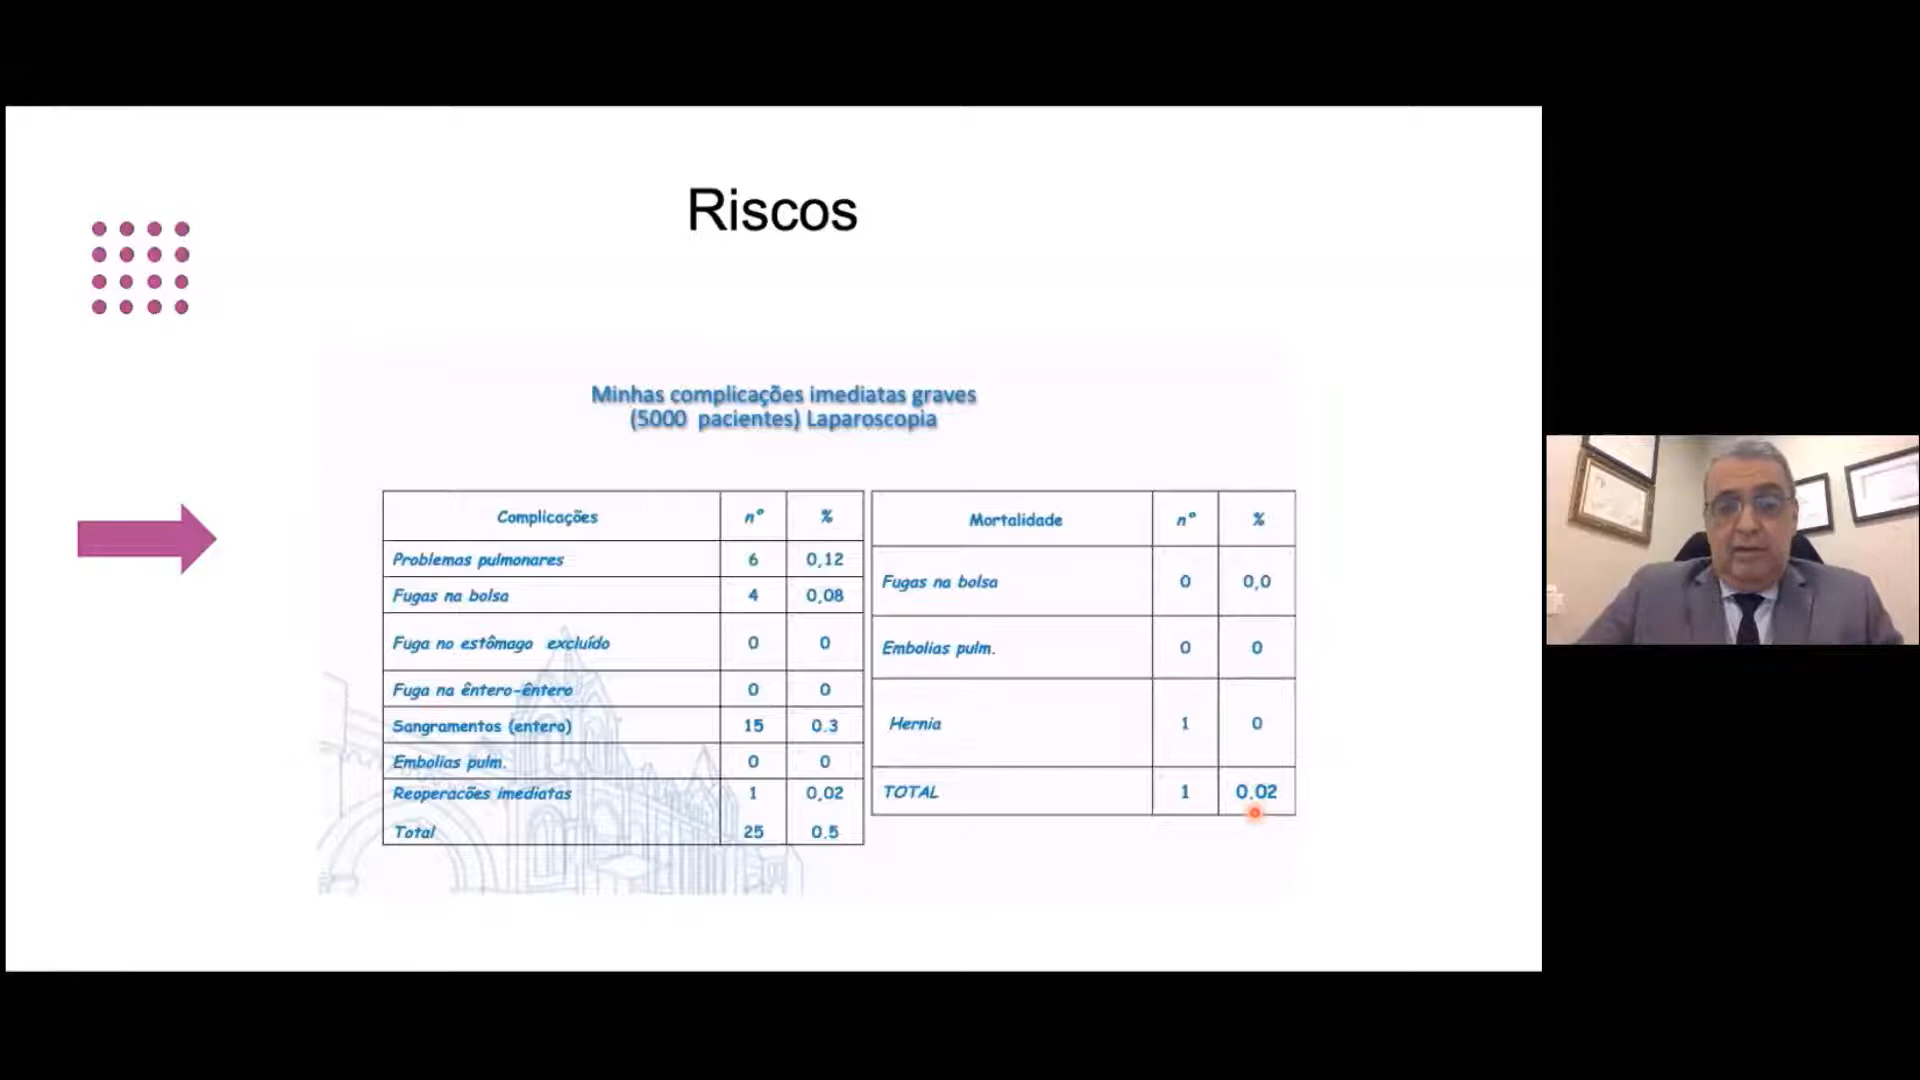 Riscos
Minhas complicações imediatas graves
(5000 pacientes) Laparoscopia
Complicações n° %
Problemas pulmonares 6 0,12
Fugas na bolsa 4 0,08
Fuga no estômago excluído 0 0
Fuga na êntero-êntero 0 0
Sangramentos (entero) 15 0.3
Embolias pulm. 0 0
Reoperacões imediatas 1 0,02
Total 25 0.5
Mortalidade n° %
Fugas na bolsa 0 0,0
Embolias pulm. 0 0
Hernia 1 0
TOTAL 1 0.02